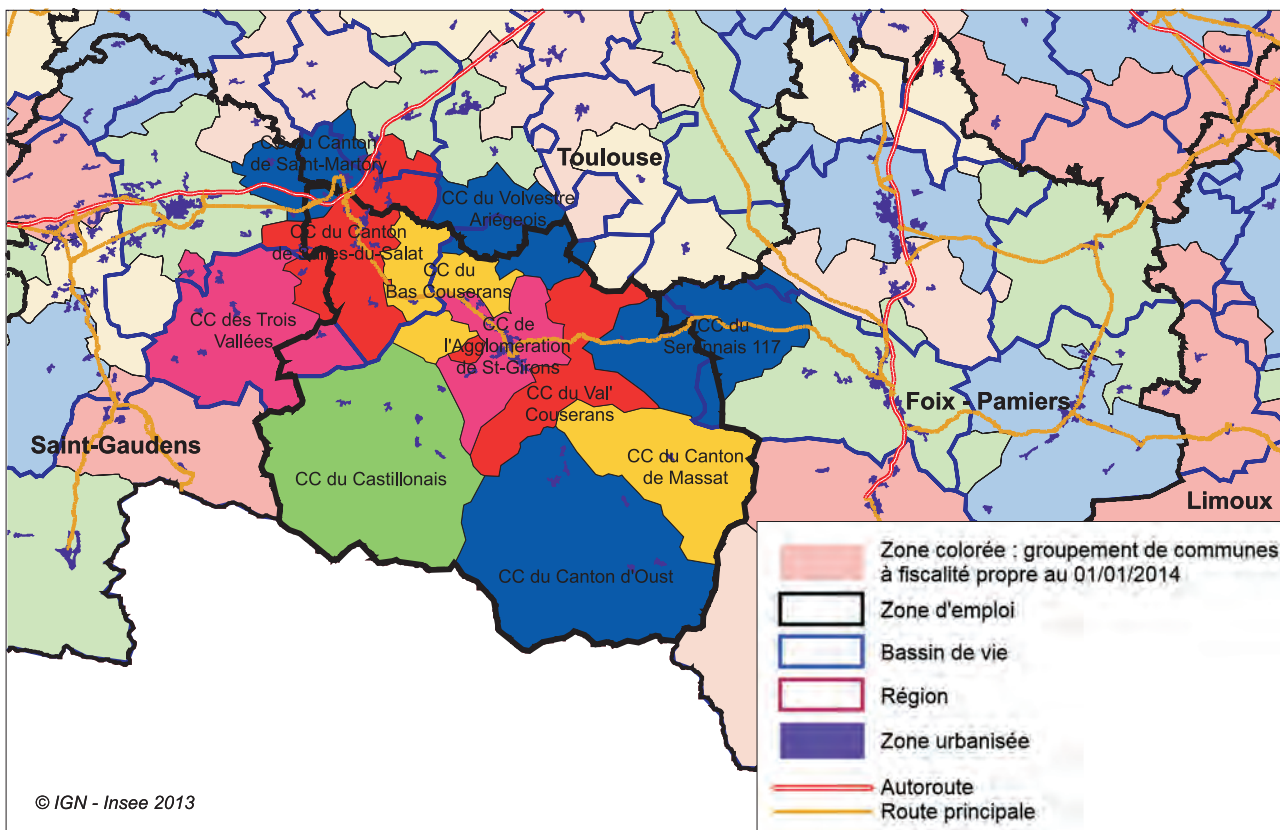 CC du Canton
de Saint-Martory
Toulouse
CC du Volvestre
Ariégeois
CC du Canton
de Salies-du-Salat
CC du
Bas Couserans
CC des Trois
Vallées
CC de
l'Agglomération
de St-Girons
CC du
Seronnais 117
CC du Val'
Couserans
Foix - Pamiers
Saint-Gaudens
CC du Castillonais
CC du Canton
de Massat
Limoux
CC du Canton d'Oust
Zone colorée : groupement de communes
à fiscalité propre au 01/01/2014
Zone d'emploi
Bassin de vie
Région
Zone urbanisée
Autoroute
Route principale
© IGN - Insee 2013